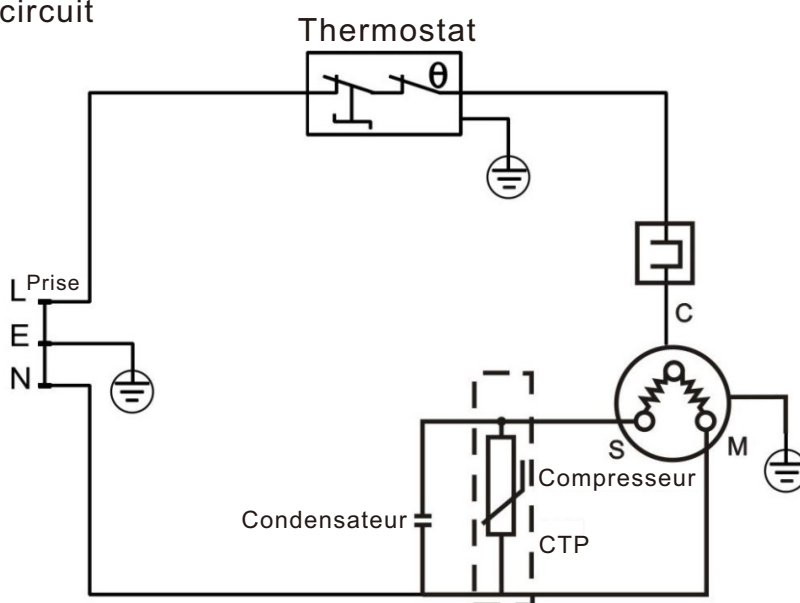 circuit
Thermostat
θ
L Prise
E
N
C
S
M
Compresseur
Condensateur
CTP